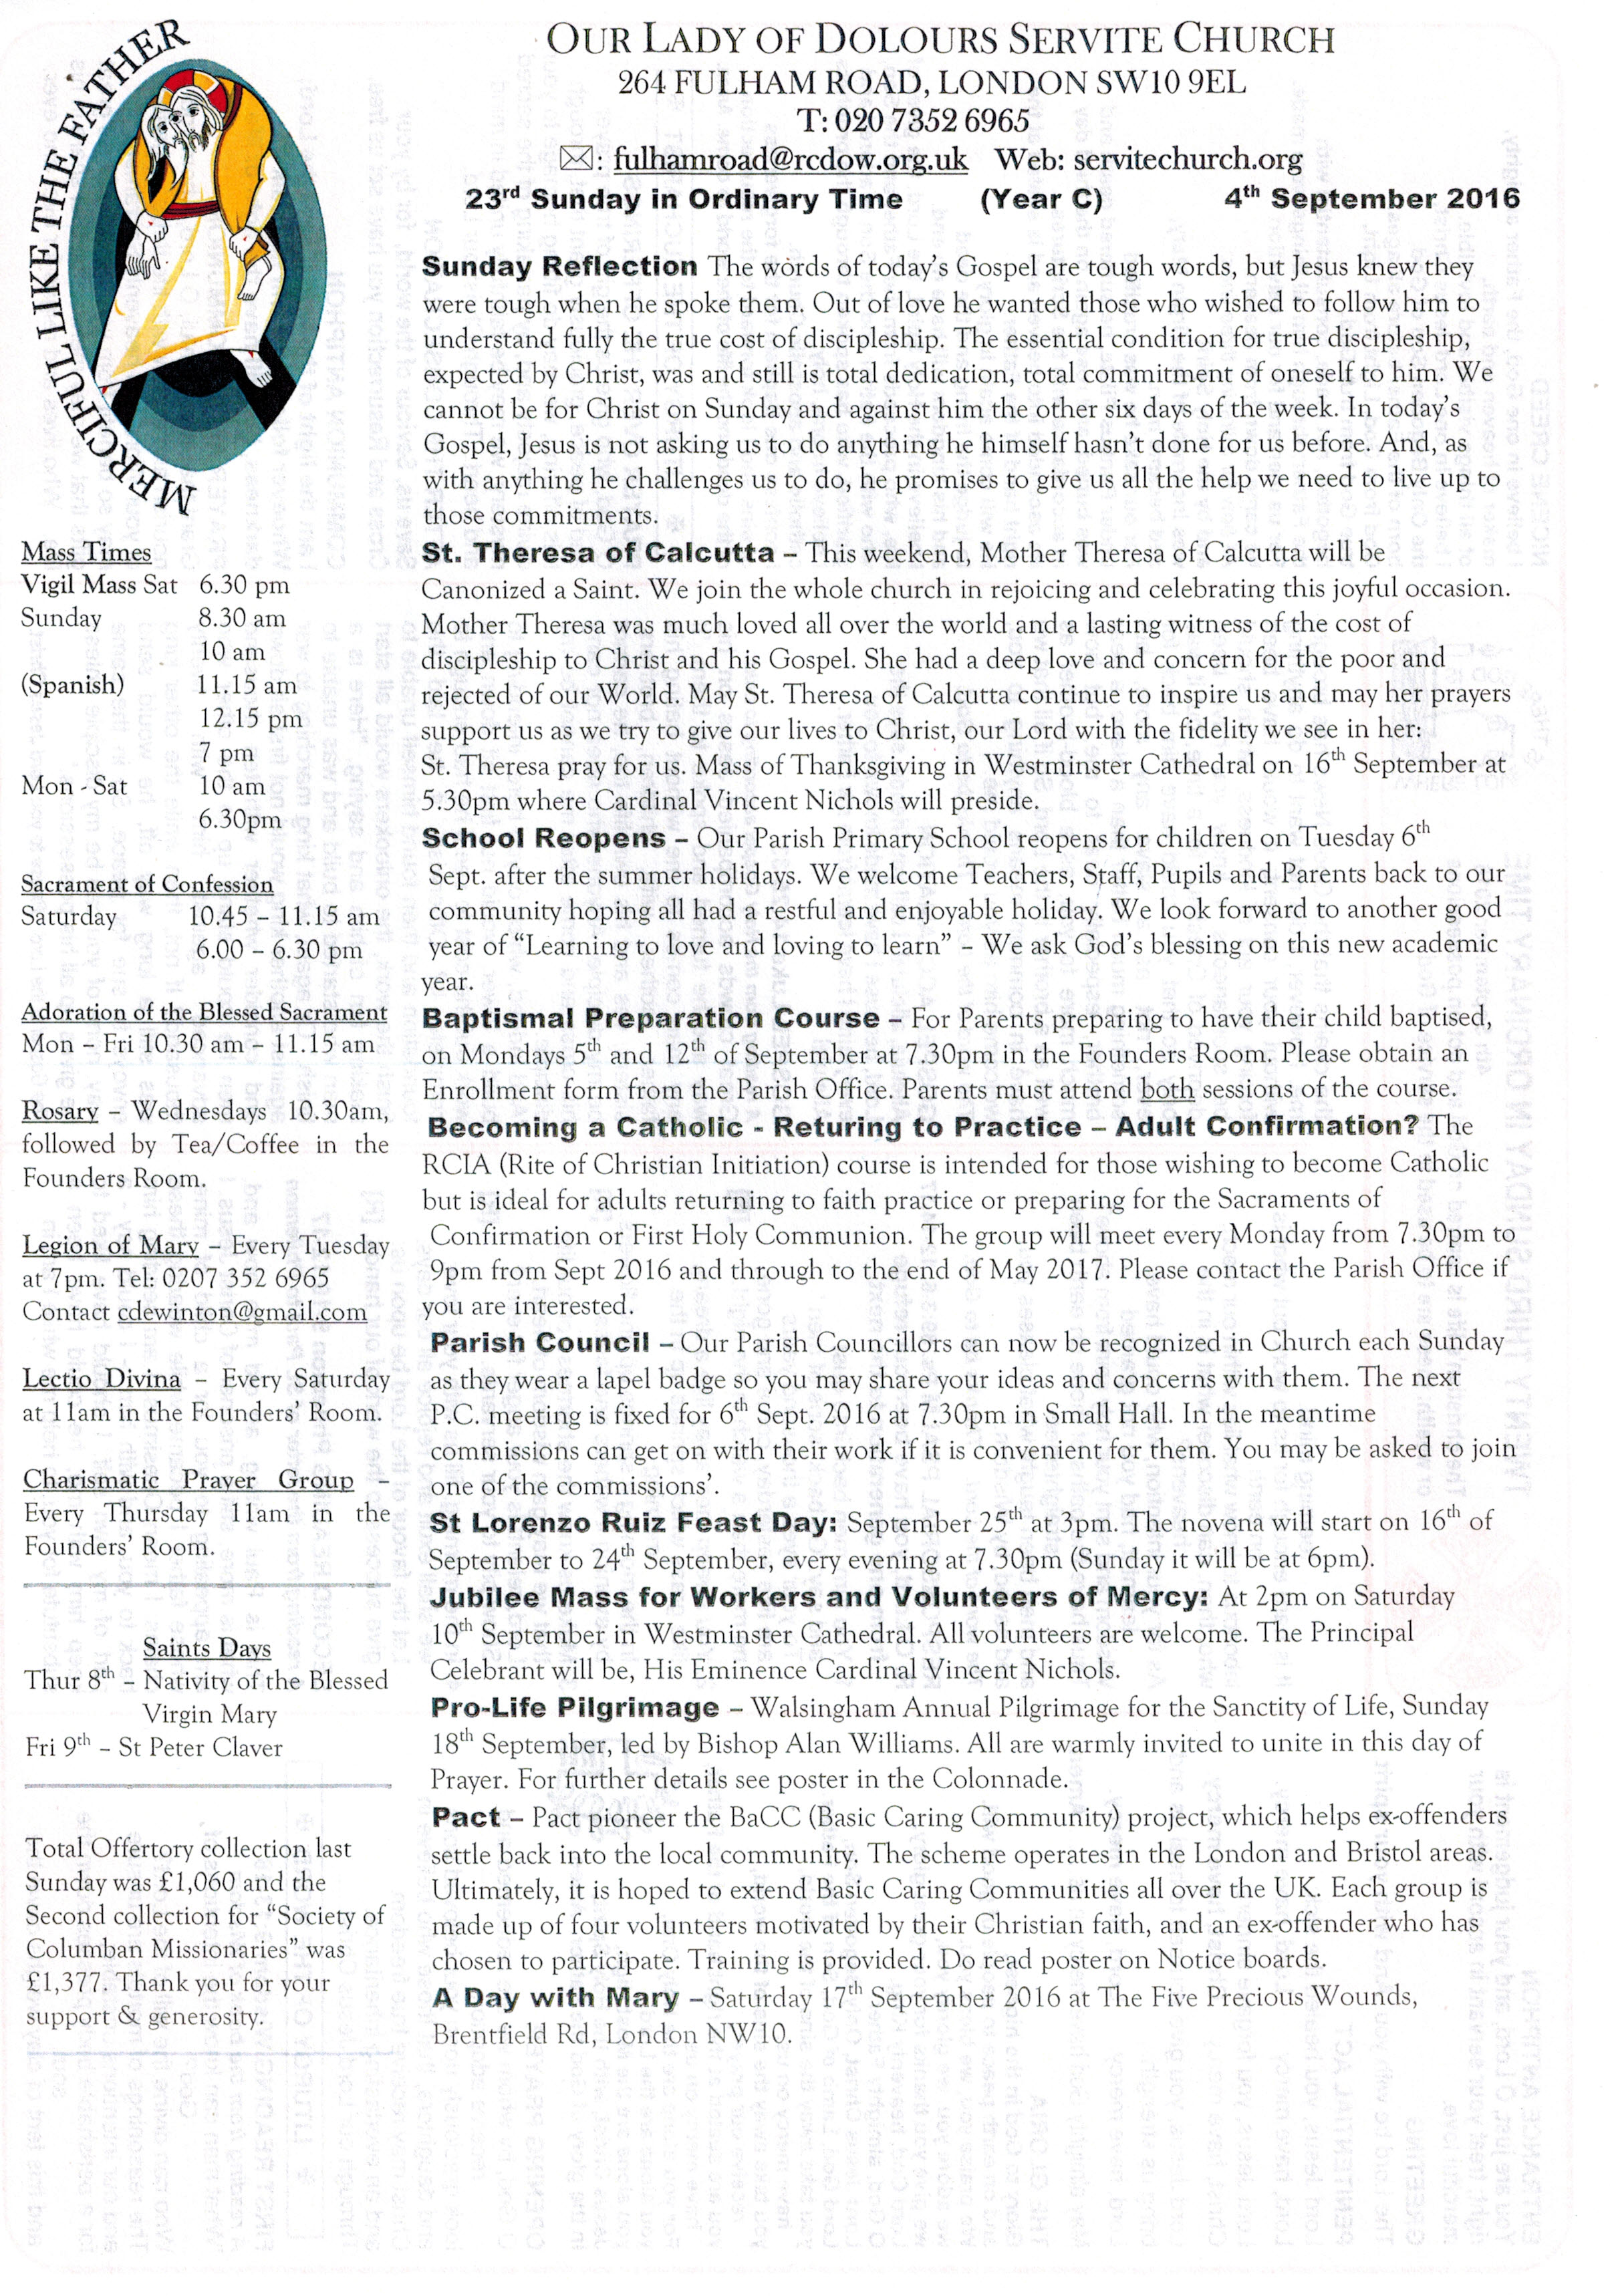 MERCIFUL LIKE THE FATHER
OUR LADY OF DOLOURS SERVITE CHURCH
264 FULHAM ROAD, LONDON SW10 9EL
T: 020 7352 6965
✉: fulhamroad@rcdow.org.uk Web: servitechurch.org
23rd Sunday in Ordinary Time (Year C) 4th September 2016
Mass Times
Vigil Mass Sat 6.30 pm
Sunday 8.30 am
10 am
(Spanish) 11.15 am
12.15 pm
7 pm
Mon - Sat 10 am
6.30pm
Sacrament of Confession
Saturday 10.45 – 11.15 am
6.00 – 6.30 pm
Adoration of the Blessed Sacrament
Mon – Fri 10.30 am – 11.15 am
Rosary – Wednesdays 10.30am,
followed by Tea/Coffee in the
Founders Room.
Legion of Mary – Every Tuesday
at 7pm. Tel: 0207 352 6965
Contact cdewinton@gmail.com
Lectio Divina – Every Saturday
at 11am in the Founders' Room.
Charismatic Prayer Group –
Every Thursday 11am in the
Founders' Room.
Saints Days
Thur 8th – Nativity of the Blessed
Virgin Mary
Fri 9th – St Peter Claver
Total Offertory collection last
Sunday was £1,060 and the
Second collection for "Society of
Columban Missionaries" was
£1,377. Thank you for your
support & generosity.
Sunday Reflection The words of today's Gospel are tough words, but Jesus knew they
were tough when he spoke them. Out of love he wanted those who wished to follow him to
understand fully the true cost of discipleship. The essential condition for true discipleship,
expected by Christ, was and still is total dedication, total commitment of oneself to him. We
cannot be for Christ on Sunday and against him the other six days of the week. In today's
Gospel, Jesus is not asking us to do anything he himself hasn't done for us before. And, as
with anything he challenges us to do, he promises to give us all the help we need to live up to
those commitments.
St. Theresa of Calcutta – This weekend, Mother Theresa of Calcutta will be
Canonized a Saint. We join the whole church in rejoicing and celebrating this joyful occasion.
Mother Theresa was much loved all over the world and a lasting witness of the cost of
discipleship to Christ and his Gospel. She had a deep love and concern for the poor and
rejected of our World. May St. Theresa of Calcutta continue to inspire us and may her prayers
support us as we try to give our lives to Christ, our Lord with the fidelity we see in her:
St. Theresa pray for us. Mass of Thanksgiving in Westminster Cathedral on 16th September at
5.30pm where Cardinal Vincent Nichols will preside.
School Reopens – Our Parish Primary School reopens for children on Tuesday 6th
Sept. after the summer holidays. We welcome Teachers, Staff, Pupils and Parents back to our
community hoping all had a restful and enjoyable holiday. We look forward to another good
year of "Learning to love and loving to learn" – We ask God's blessing on this new academic
year.
Baptismal Preparation Course – For Parents preparing to have their child baptised,
on Mondays 5th and 12th of September at 7.30pm in the Founders Room. Please obtain an
Enrollment form from the Parish Office. Parents must attend both sessions of the course.
Becoming a Catholic - Returing to Practice – Adult Confirmation? The
RCIA (Rite of Christian Initiation) course is intended for those wishing to become Catholic
but is ideal for adults returning to faith practice or preparing for the Sacraments of
Confirmation or First Holy Communion. The group will meet every Monday from 7.30pm to
9pm from Sept 2016 and through to the end of May 2017. Please contact the Parish Office if
you are interested.
Parish Council – Our Parish Councillors can now be recognized in Church each Sunday
as they wear a lapel badge so you may share your ideas and concerns with them. The next
P.C. meeting is fixed for 6th Sept. 2016 at 7.30pm in Small Hall. In the meantime
commissions can get on with their work if it is convenient for them. You may be asked to join
one of the commissions'.
St Lorenzo Ruiz Feast Day: September 25th at 3pm. The novena will start on 16th of
September to 24th September, every evening at 7.30pm (Sunday it will be at 6pm).
Jubilee Mass for Workers and Volunteers of Mercy: At 2pm on Saturday
10th September in Westminster Cathedral. All volunteers are welcome. The Principal
Celebrant will be, His Eminence Cardinal Vincent Nichols.
Pro-Life Pilgrimage – Walsingham Annual Pilgrimage for the Sanctity of Life, Sunday
18th September, led by Bishop Alan Williams. All are warmly invited to unite in this day of
Prayer. For further details see poster in the Colonnade.
Pact – Pact pioneer the BaCC (Basic Caring Community) project, which helps ex-offenders
settle back into the local community. The scheme operates in the London and Bristol areas.
Ultimately, it is hoped to extend Basic Caring Communities all over the UK. Each group is
made up of four volunteers motivated by their Christian faith, and an ex-offender who has
chosen to participate. Training is provided. Do read poster on Notice boards.
A Day with Mary – Saturday 17th September 2016 at The Five Precious Wounds,
Brentfield Rd, London NW10.